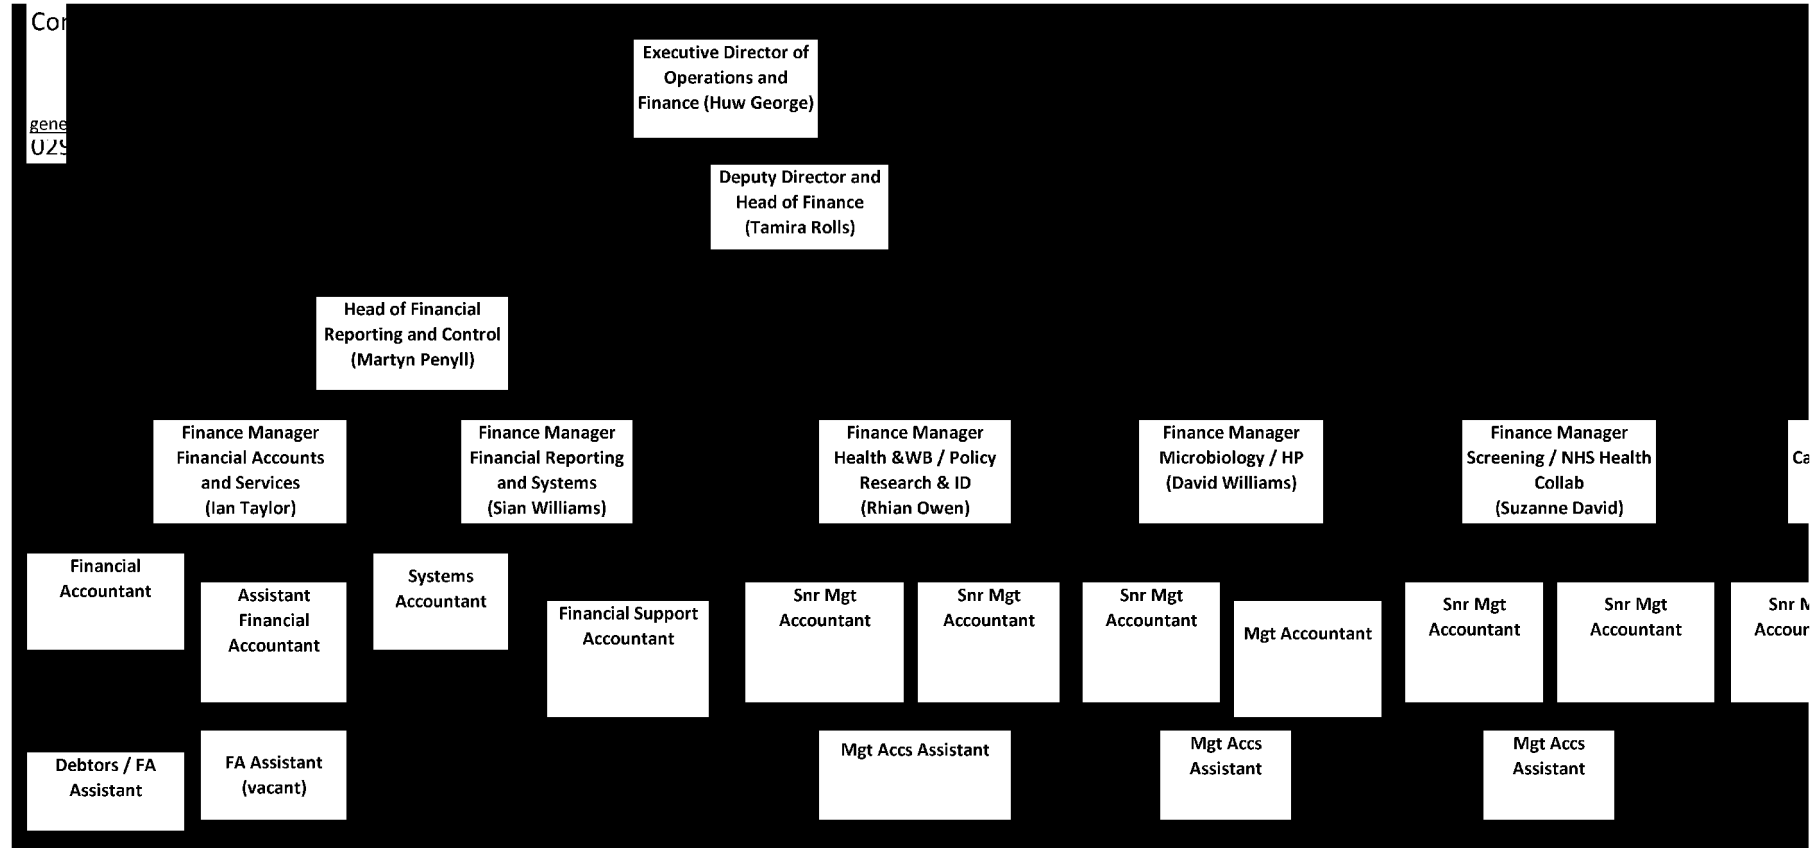 Executive Director of
Operations and
Finance (Huw George)
gene
Deputy Director and
Head of Finance
(Tamira Rolls)
Head of Financial
Reporting and Control
(Martyn Penyll)
Finance Manager
Financial Accounts
and Services
(Ian Taylor)
Finance Manager
Financial Reporting
and Systems
(Sian Williams)
Finance Manager
Health &WB / Policy
Research & ID
(Rhian Owen)
Finance Manager
Microbiology / HP
(David Williams)
Finance Manager
Screening / NHS Health
Collab
(Suzanne David)
Ca
Financial
Accountant
Assistant
Financial
Accountant
Systems
Accountant
Financial Support
Accountant
Snr Mgt
Accountant
Snr Mgt
Accountant
Snr Mgt
Accountant
Mgt Accountant
Snr Mgt
Accountant
Snr Mgt
Accountant
Snr
Debtors / FA
Assistant
FA Assistant
(vacant)
Mgt Accs Assistant
Mgt Accs
Assistant
Mgt Accs
Assistant